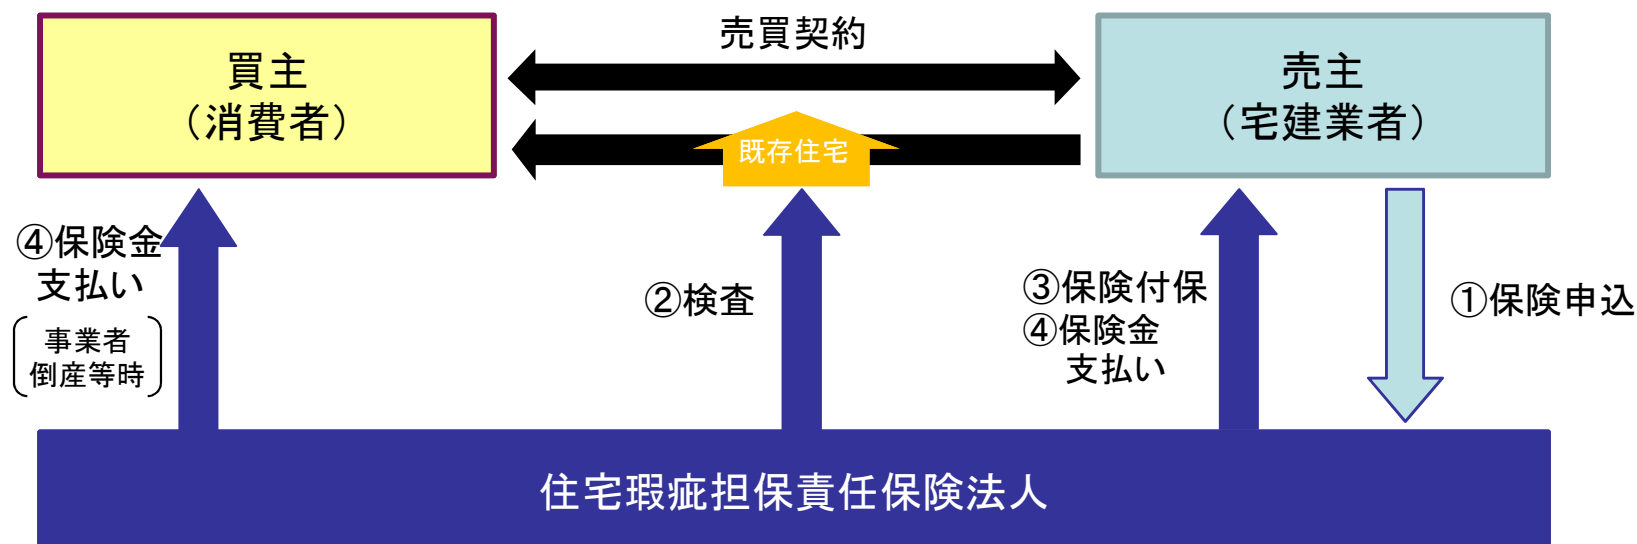 売買契約
買主
（消費者）
売主
（宅建業者）
既存住宅
④保険金
支払い
事業者
倒産等時
②検査
③保険付保
④保険金
支払い
①保険申込
住宅瑕疵担保責任保険法人